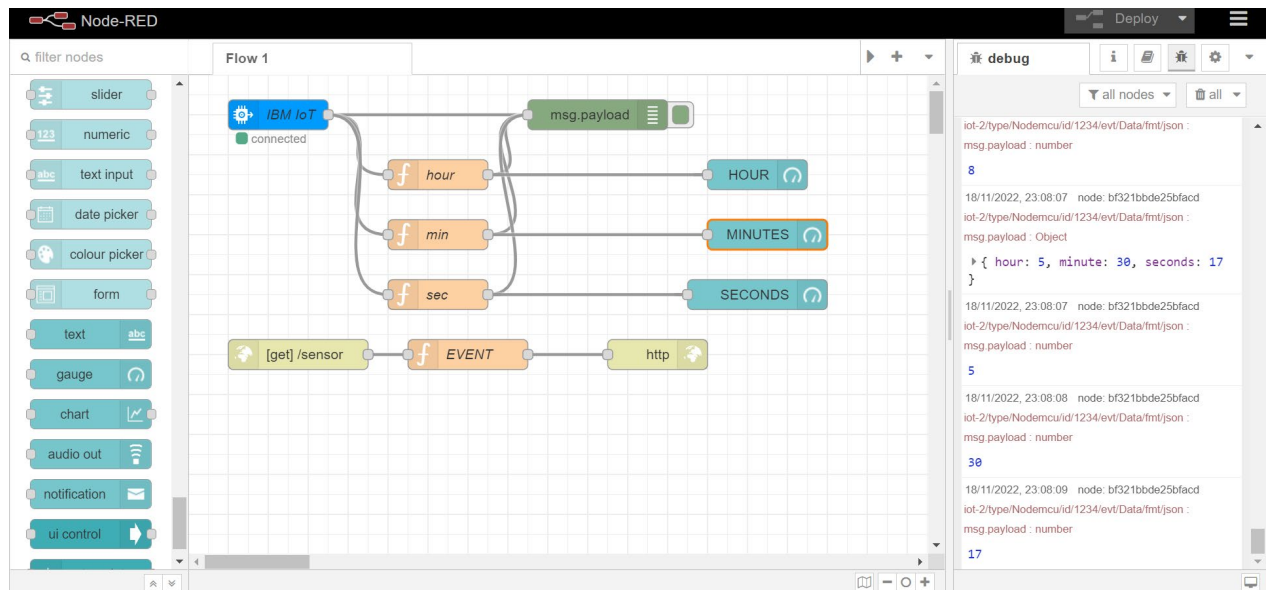 Node-RED
Deploy
filter nodes
slider
123 numeric
abc text input
date picker
colour picker
form
text abc
gauge
chart
audio out
notification
ui control
Flow 1
IBM IoT
connected
msg.payload
hour
HOUR
min
MINUTES
sec
SECONDS
[get] /sensor
EVENT
http
debug
i
all nodes
all
iot-2/type/Nodemcu/id/1234/evt/Data/fmt/json :
msg.payload : number
8
18/11/2022, 23:08:07 node: bf321bbde25bfacd
iot-2/type/Nodemcu/id/1234/evt/Data/fmt/json :
msg.payload : Object
{ hour: 5, minute: 30, seconds: 17
}
18/11/2022, 23:08:07 node: bf321bbde25bfacd
iot-2/type/Nodemcu/id/1234/evt/Data/fmt/json :
msg.payload : number
5
18/11/2022, 23:08:08 node: bf321bbde25bfacd
iot-2/type/Nodemcu/id/1234/evt/Data/fmt/json :
msg.payload : number
30
18/11/2022, 23:08:09 node: bf321bbde25bfacd
iot-2/type/Nodemcu/id/1234/evt/Data/fmt/json :
msg.payload : number
17